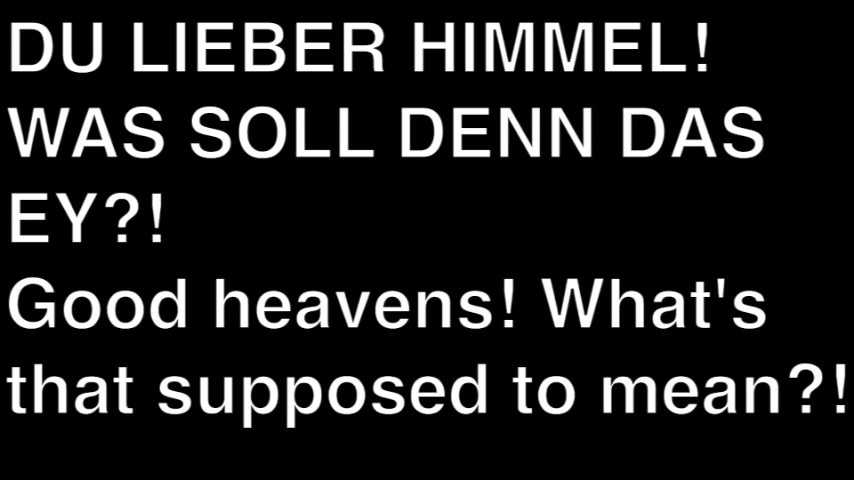 DU LIEBER HIMMEL!
WAS SOLL DENN DAS
EY?!
Good heavens! What's
that supposed to mean?!